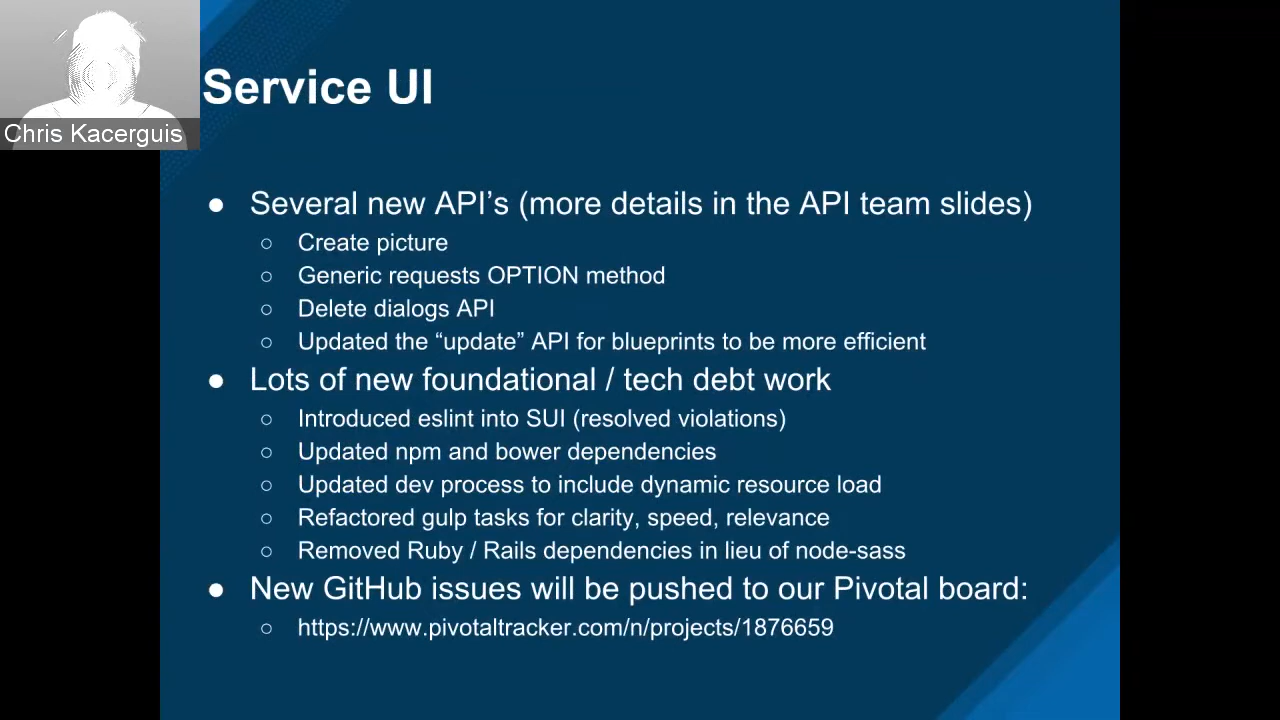 Chris Kacerguis
Service UI
● Several new API's (more details in the API team slides)
○ Create picture
○ Generic requests OPTION method
○ Delete dialogs API
○ Updated the “update” API for blueprints to be more efficient
● Lots of new foundational / tech debt work
○ Introduced eslint into SUI (resolved violations)
○ Updated npm and bower dependencies
○ Updated dev process to include dynamic resource load
○ Refactored gulp tasks for clarity, speed, relevance
○ Removed Ruby / Rails dependencies in lieu of node-sass
● New GitHub issues will be pushed to our Pivotal board:
○ https://www.pivotaltracker.com/n/projects/1876659